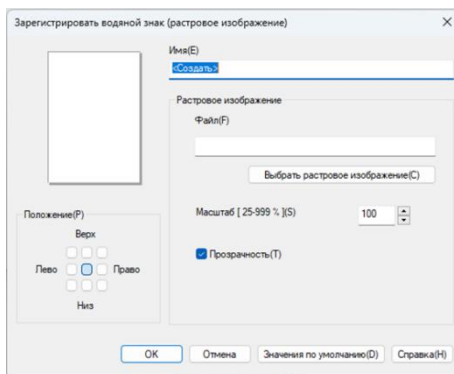 Зарегистрировать водяной знак (растровое изображение)
Имя(E)
<Создать>
Растровое изображение
Файл(F)
Выбрать растровое изображение(C)
Масштаб [ 25-999 % ](S)
100
Прозрачность(T)
Положение(P)
Верх
Лево
Право
Низ
OK
Отмена
Значения по умолчанию(D)
Справка(H)